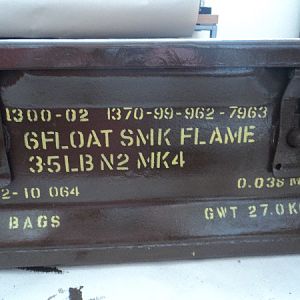 1300-02 1370-99-962-7963
6FLOAT SMK FLAME
35LB N2 MK4
2-10 064 0.038 M
BAGS GWT 27.0 K